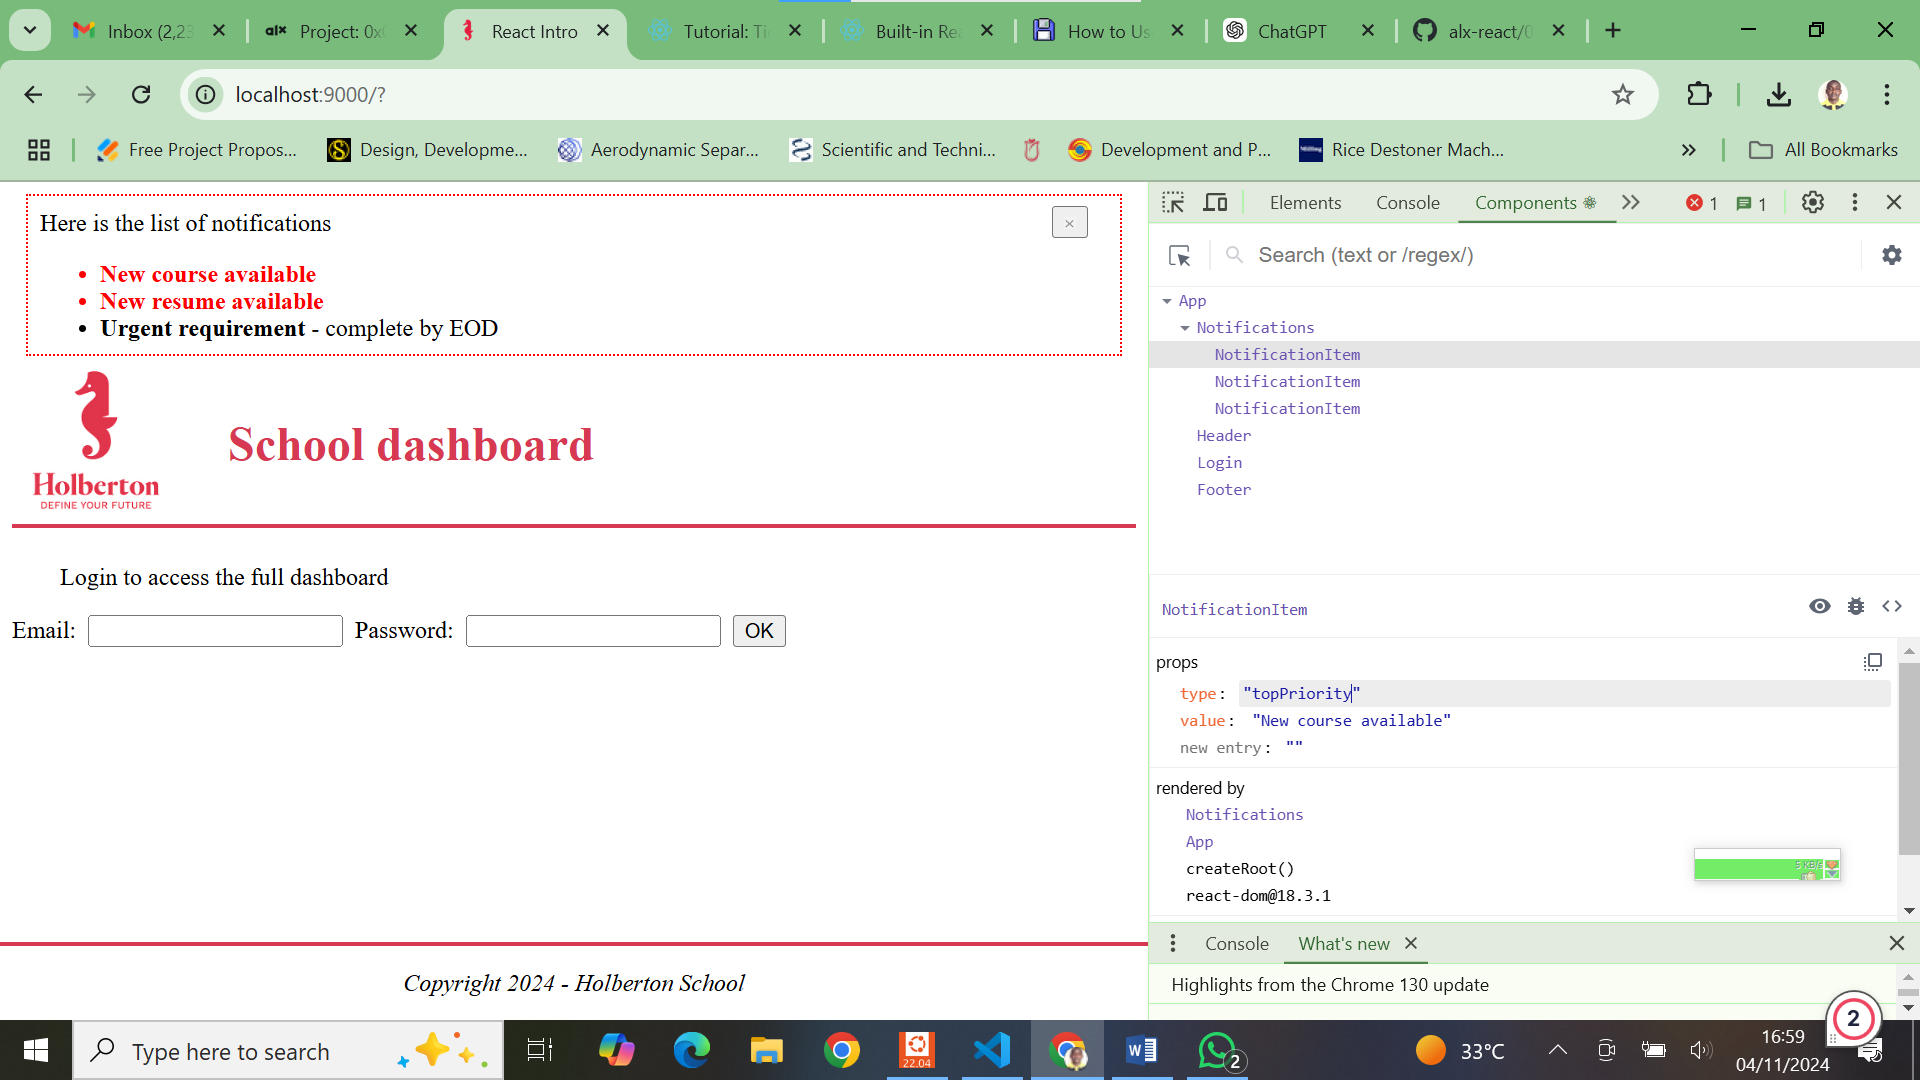 Inbox (2,23
alx Project: 0x0
React Intro
Tutorial: Ti
Built-in Re
How to Us
ChatGPT
alx-react/0
localhost:9000/?
Free Project Propos...
Design, Developme...
Aerodynamic Separ...
Scientific and Techni...
Development and P...
Rice Destoner Mach...
All Bookmarks
Here is the list of notifications
×
New course available
New resume available
Urgent requirement - complete by EOD
Holberton
DEFINE YOUR FUTURE
School dashboard
Login to access the full dashboard
Email:
Password:
OK
Copyright 2024 - Holberton School
Elements
Console
Components
1
1
Search (text or /regex/)
App
Notifications
NotificationItem
NotificationItem
NotificationItem
Header
Login
Footer
NotificationItem
props
type: "topPriority"
value: "New course available"
new entry: ""
rendered by
Notifications
App
createRoot()
react-dom@18.3.1
Console
What's new
Highlights from the Chrome 130 update
2
Type here to search
22.04
2
33°C
16:59
04/11/2024